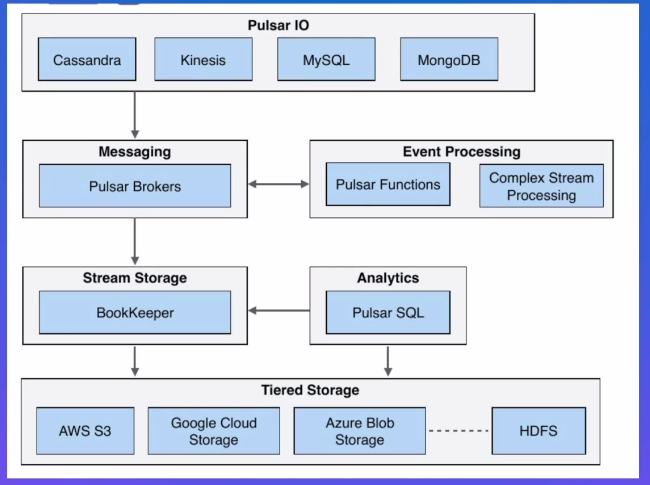 Pulsar IO
Cassandra
Kinesis
MySQL
MongoDB
Messaging
Pulsar Brokers
Event Processing
Pulsar Functions
Complex Stream
Processing
Stream Storage
BookKeeper
Analytics
Pulsar SQL
Tiered Storage
AWS S3
Google Cloud
Storage
Azure Blob
Storage
HDFS